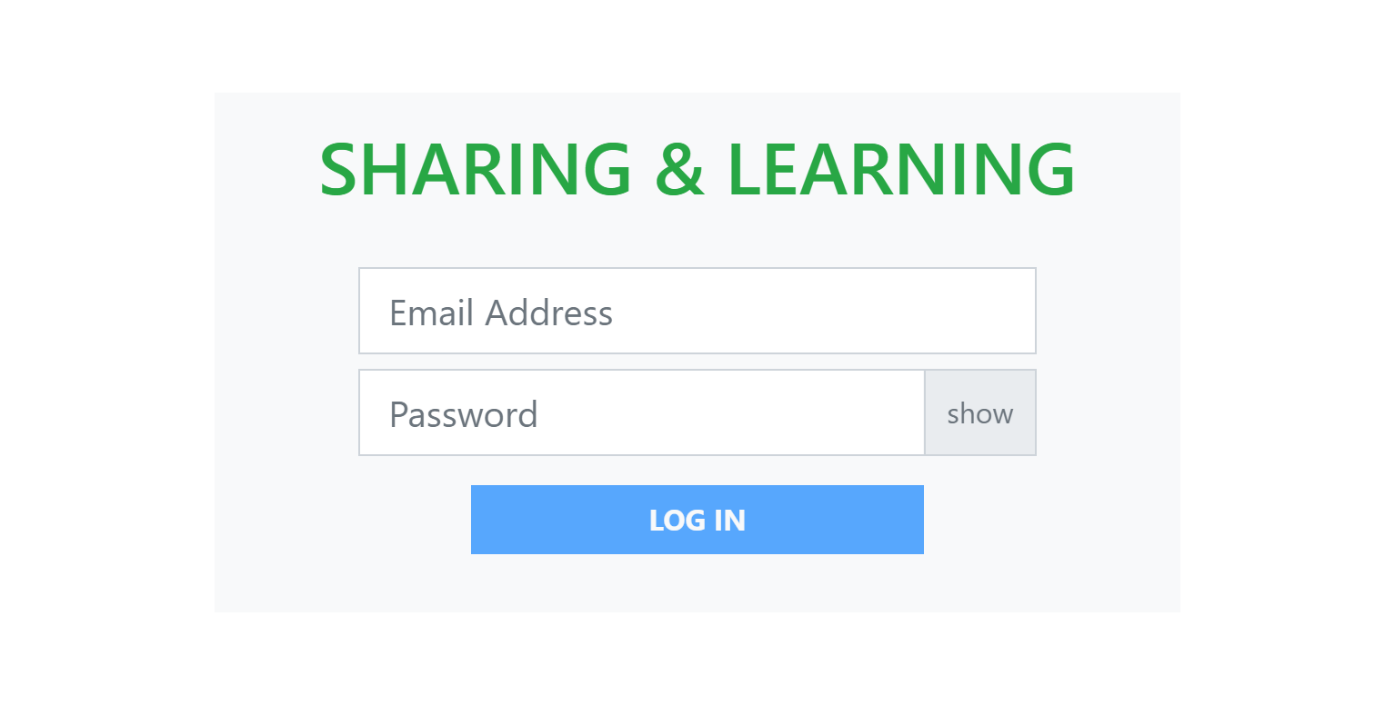 SHARING & LEARNING
Email Address
Password
show
LOG IN